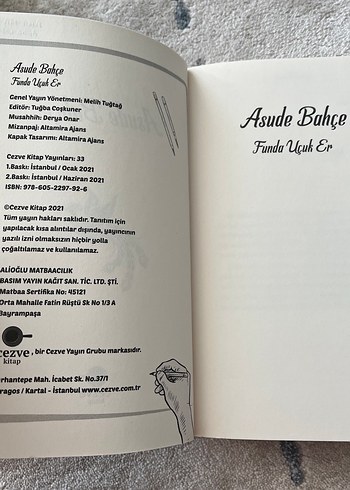 Asude Bahçe
Funda Uçuk Er
Genel Yayın Yönetmeni: Melih Tuğtağ
Editör: Tuğba Coşkuner
Musahhih: Derya Onar
Mizanpaj: Altamira Ajans
Kapak Tasarımı: Altamira Ajans
Cezve Kitap Yayınları: 33
1.Baskı: İstanbul / Ocak 2021
2.Baskı: İstanbul / Haziran 2021
ISBN: 978-605-2297-92-6
©Cezve Kitap 2021
Tüm yayın hakları saklıdır. Tanıtım için
yapılacak kısa alıntılar dışında, yayıncının
yazılı izni olmaksızın hiçbir yolla
çoğaltılamaz ve kullanılamaz.
ALİOĞLU MATBAACILIK
BASIM YAYIN KAĞIT SAN. TİC. LTD. ŞTİ.
Matbaa Sertifika No: 45121
Orta Mahalle Fatin Rüştü Sk No 1/3 A
Bayrampaşa
cezve
kitap
, bir Cezve Yayın Grubu markasıdır.
erhantepe Mah. İcabet Sk. No.37/1
ragos / Kartal - İstanbul www.cezve.com.tr
Asude Bahçe
Funda Uçuk Er